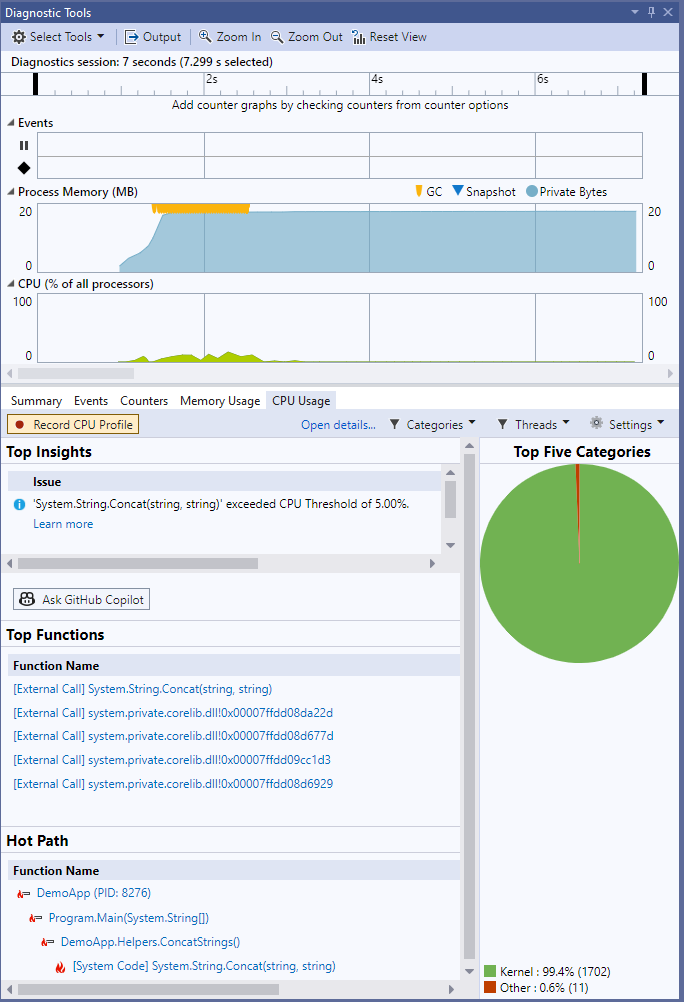 Diagnostic Tools
Select Tools Output Zoom In Zoom Out Reset View
Diagnostics session: 7 seconds (7.299 s selected)
2s 4s 6s
Add counter graphs by checking counters from counter options
Events
Process Memory (MB) GC Snapshot Private Bytes
20 20
0 0
CPU (% of all processors)
100 100
0 0
Summary Events Counters Memory Usage CPU Usage
Record CPU Profile Open details... Categories Threads Settings
Top Insights
Issue
'System.String.Concat(string, string)' exceeded CPU Threshold of 5.00%.
Learn more
Ask GitHub Copilot
Top Functions
Function Name
[External Call] System.String.Concat(string, string)
[External Call] system.private.corelib.dll!0x00007ffdd08da22d
[External Call] system.private.corelib.dll!0x00007ffdd08d677d
[External Call] system.private.corelib.dll!0x00007ffdd09cc1d3
[External Call] system.private.corelib.dll!0x00007ffdd08d6929
Hot Path
Function Name
DemoApp (PID: 8276)
Program.Main(System.String[])
DemoApp.Helpers.ConcatStrings()
[System Code] System.String.Concat(string, string)
Top Five Categories
Kernel : 99.4% (1702)
Other : 0.6% (11)